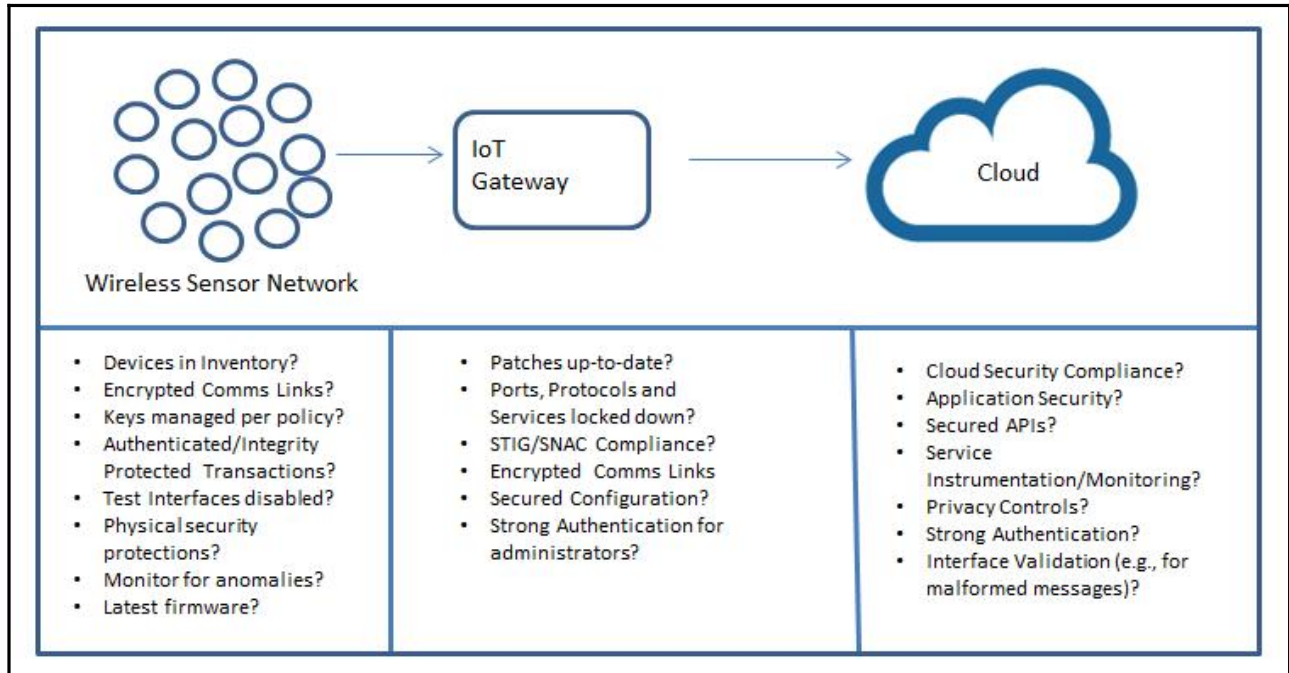 IoT
Gateway
Cloud
Wireless Sensor Network
• Devices in Inventory?
• Encrypted Comms Links?
• Keys managed per policy?
• Authenticated/Integrity
Protected Transactions?
• Test Interfaces disabled?
• Physical security
protections?
• Monitor for anomalies?
• Latest firmware?
• Patches up-to-date?
• Ports, Protocols and
Services locked down?
• STIG/SNAC Compliance?
• Encrypted Comms Links
• Secured Configuration?
• Strong Authentication for
administrators?
• Cloud Security Compliance?
• Application Security?
• Secured APIs?
• Service
Instrumentation/Monitoring?
• Privacy Controls?
• Strong Authentication?
• Interface Validation (e.g., for
malformed messages)?